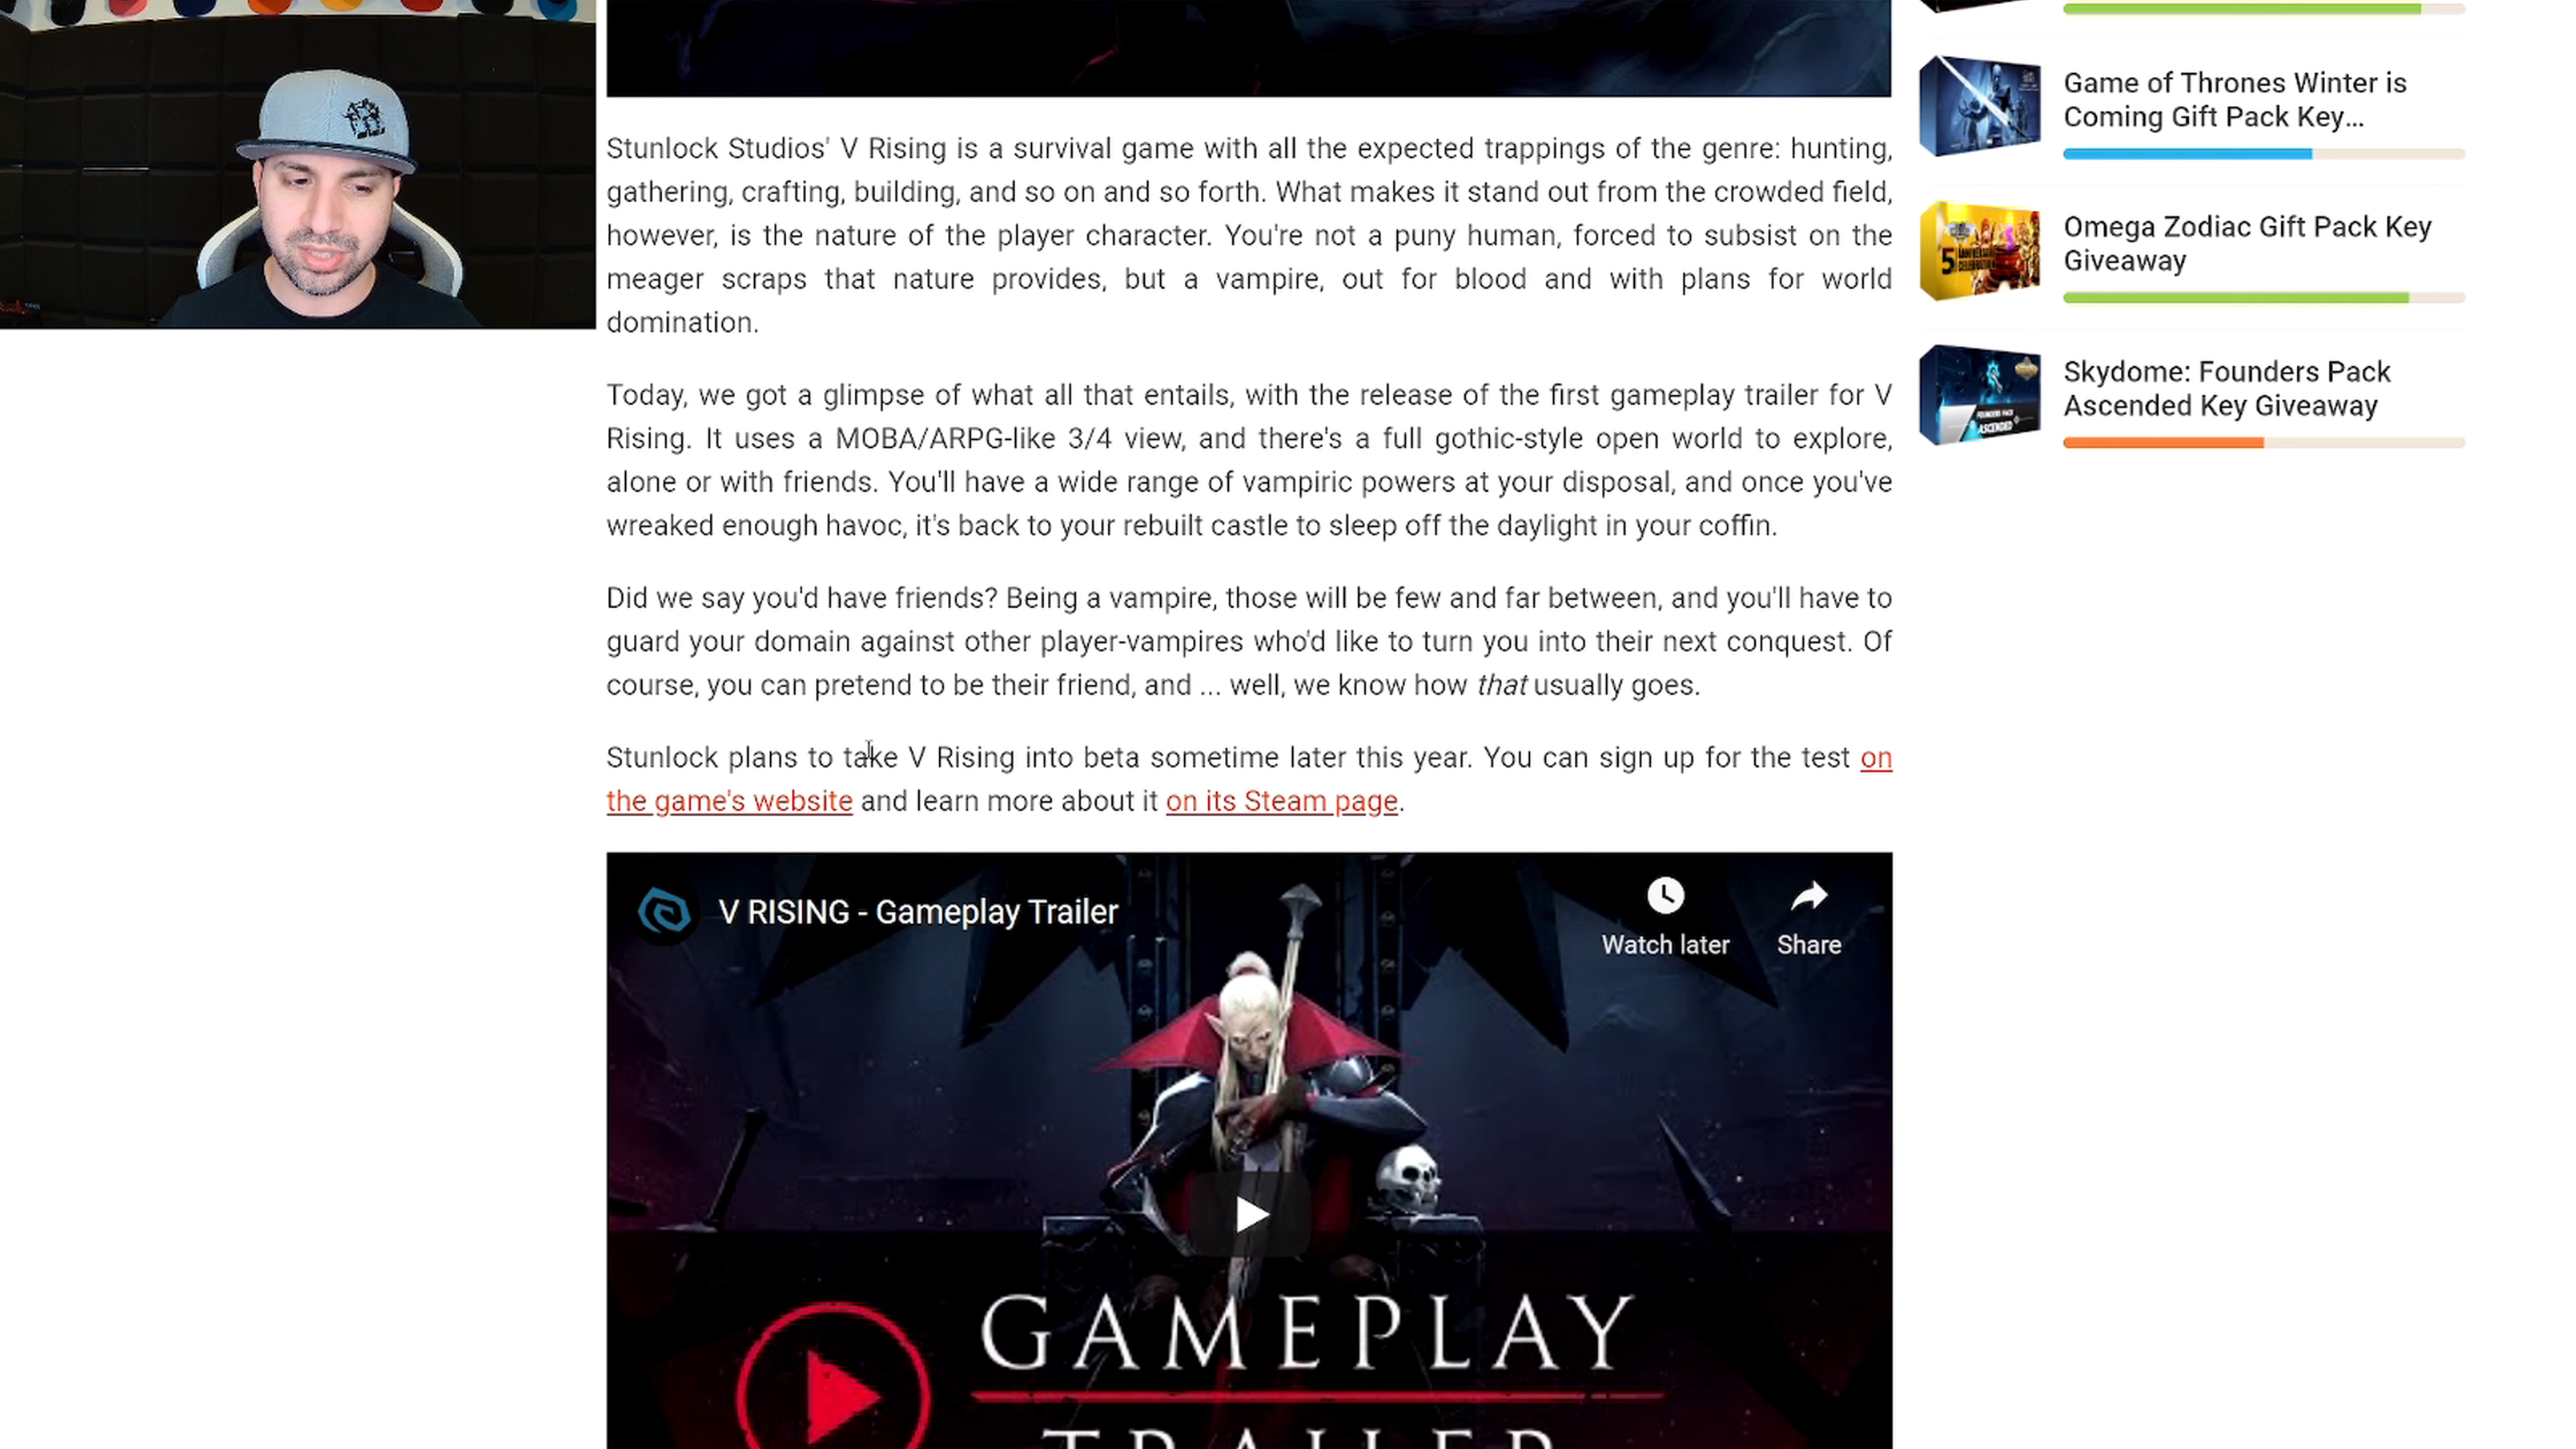 Stunlock Studios' V Rising is a survival game with all the expected trappings of the genre: hunting,
gathering, crafting, building, and so on and so forth. What makes it stand out from the crowded field,
however, is the nature of the player character. You're not a puny human, forced to subsist on the
meager scraps that nature provides, but a vampire, out for blood and with plans for world
domination.
Today, we got a glimpse of what all that entails, with the release of the first gameplay trailer for V
Rising. It uses a MOBA/ARPG-like 3/4 view, and there's a full gothic-style open world to explore,
alone or with friends. You'll have a wide range of vampiric powers at your disposal, and once you've
wreaked enough havoc, it's back to your rebuilt castle to sleep off the daylight in your coffin.
Did we say you'd have friends? Being a vampire, those will be few and far between, and you'll have to
guard your domain against other player-vampires who'd like to turn you into their next conquest. Of
course, you can pretend to be their friend, and ... well, we know how that usually goes.
Stunlock plans to take V Rising into beta sometime later this year. You can sign up for the test on
the game's website and learn more about it on its Steam page.
V RISING - Gameplay Trailer
Watch later
Share
GAMEPLAY
TRAILER
Game of Thrones Winter is
Coming Gift Pack Key...
5 ANNIVERSARY
CELEBRATION
Omega Zodiac Gift Pack Key
Giveaway
FOUNDERS PACK
ASCENDED
Skydome: Founders Pack
Ascended Key Giveaway